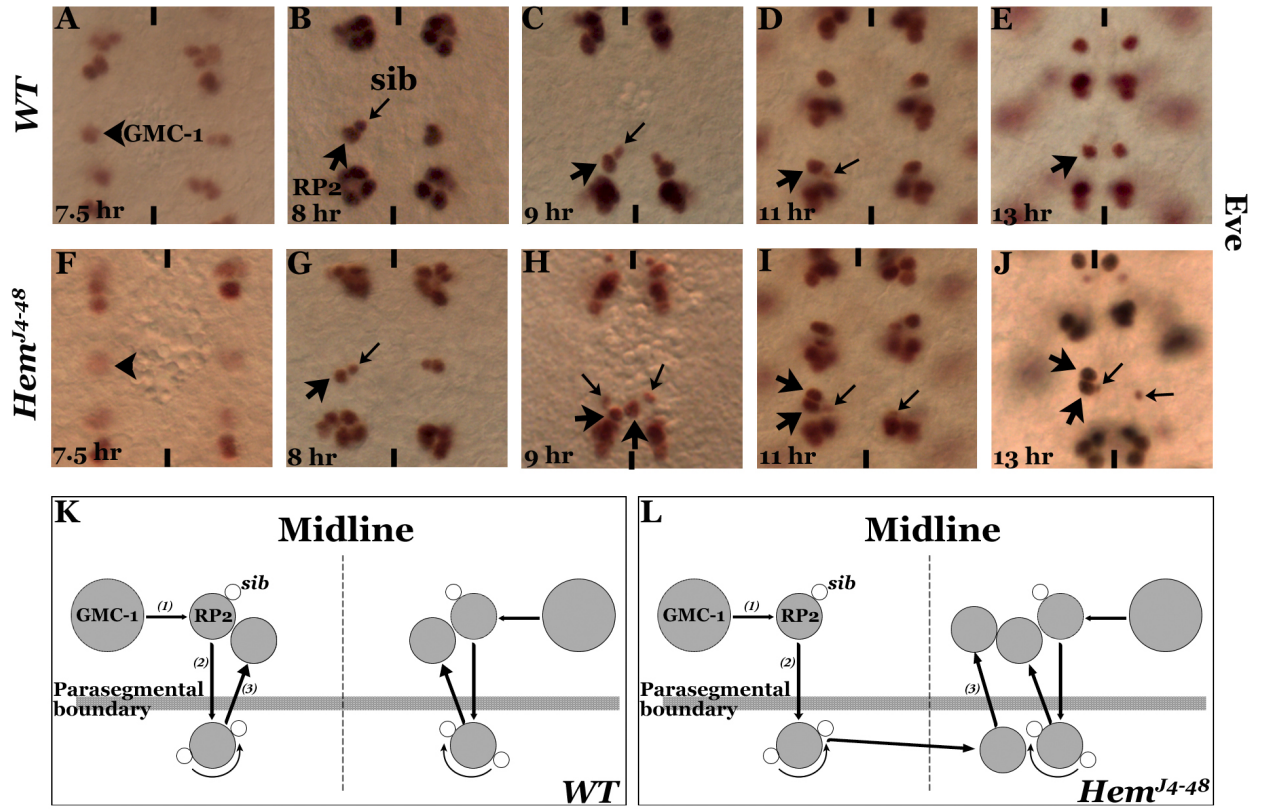 A
B
C
D
E
WT
sib
GMC-1
RP2
7.5 hr
8 hr
9 hr
11 hr
13 hr
Eve
F
G
H
I
J
Hem^J4-48
7.5 hr
8 hr
9 hr
11 hr
13 hr
K
Midline
sib
GMC-1
(1)
RP2
(2)
(3)
Parasegmental
boundary
WT
L
Midline
sib
GMC-1
(1)
RP2
(2)
(3)
Parasegmental
boundary
Hem^J4-48